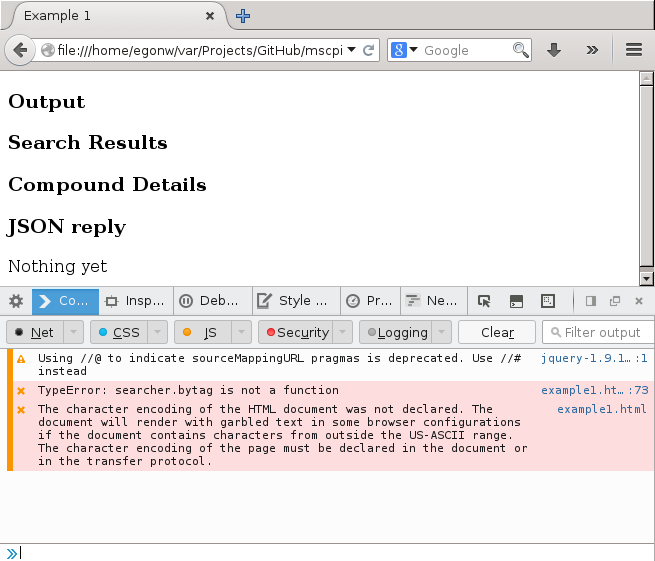 Example 1
file:///home/egonw/var/Projects/GitHub/mscpi
Google
Output
Search Results
Compound Details
JSON reply
Nothing yet
Co... Insp... Deb... Style ... Pr... Ne...
Net CSS JS Security Logging Clear Filter output
Using //@ to indicate sourceMappingURL pragmas is deprecated. Use //# jquery-1.9.1…:1
instead
TypeError: searcher.bytag is not a function example1.ht…:73
The character encoding of the HTML document was not declared. The example1.html
document will render with garbled text in some browser configurations
if the document contains characters from outside the US-ASCII range.
The character encoding of the page must be declared in the document or
in the transfer protocol.